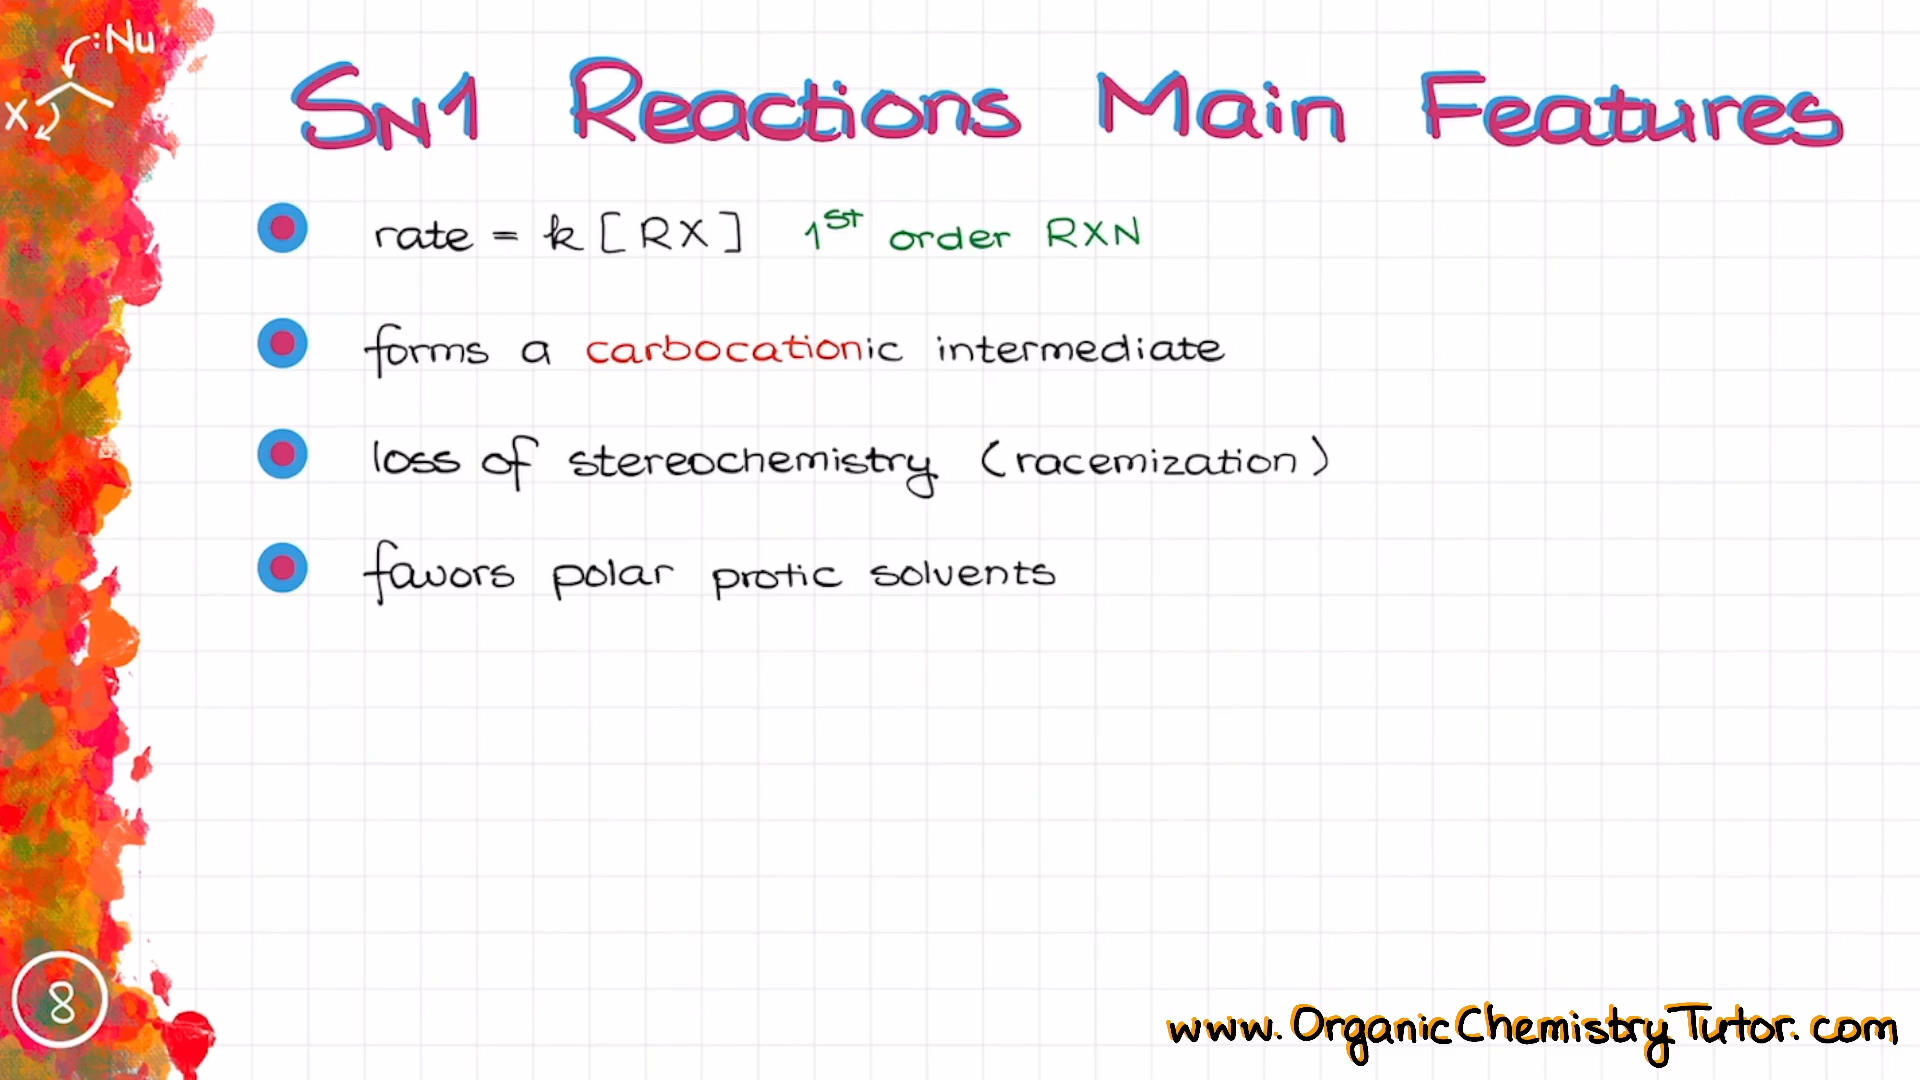 :Nu
X
SN1 Reactions Main Features
rate = k [RX] 1st order RXN
forms a carbocationic intermediate
loss of stereochemistry (racemization)
favors polar protic solvents
8
www.OrganicChemistryTutor.com